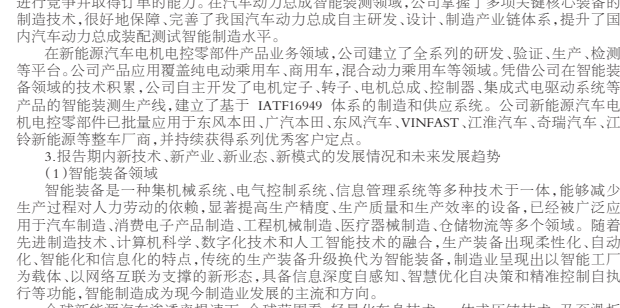 进行竞争并取得订单的能力。在汽车动力总成智能装测领域,公司掌握了多项关键核心装备的
制造技术,很好地保障、完善了我国汽车动力总成自主研发、设计、制造产业链体系,提升了国
内汽车动力总成装配测试智能制造水平。
在新能源汽车电机电控零部件产品业务领域,公司建立了全系列的研发、验证、生产、检测
等平台。公司产品应用覆盖纯电动乘用车、商用车,混合动力乘用车等领域。凭借公司在智能装
备领域的技术积累,公司自主开发了电机定子、转子、电机总成、控制器、集成式电驱动系统等
产品的智能装测生产线,建立了基于 IATF16949 体系的制造和供应系统。公司新能源汽车电
机电控零部件已批量应用于东风本田、广汽本田、东风汽车、VINFAST、江淮汽车、奇瑞汽车、江
铃新能源等整车厂商,并持续获得系列优秀客户定点。
3.报告期内新技术、新产业、新业态、新模式的发展情况和未来发展趋势
(1)智能装备领域
智能装备是一种集机械系统、电气控制系统、信息管理系统等多种技术于一体,能够减少
生产过程对人力劳动的依赖,显著提高生产精度、生产质量和生产效率的设备,已经被广泛应
用于汽车制造、消费电子产品制造、工程机械制造、医疗器械制造、仓储物流等多个领域。随着
先进制造技术、计算机科学、数字化技术和人工智能技术的融合,生产装备出现柔性化、自动
化、智能化和信息化的特点,传统的生产装备升级换代为智能装备,制造业呈现出以智能工厂
为载体、以网络互联为支撑的新形态,具备信息深度自感知、智慧优化自决策和精准控制自执
行等功能,智能制造成为现今制造业发展的主流和方向。